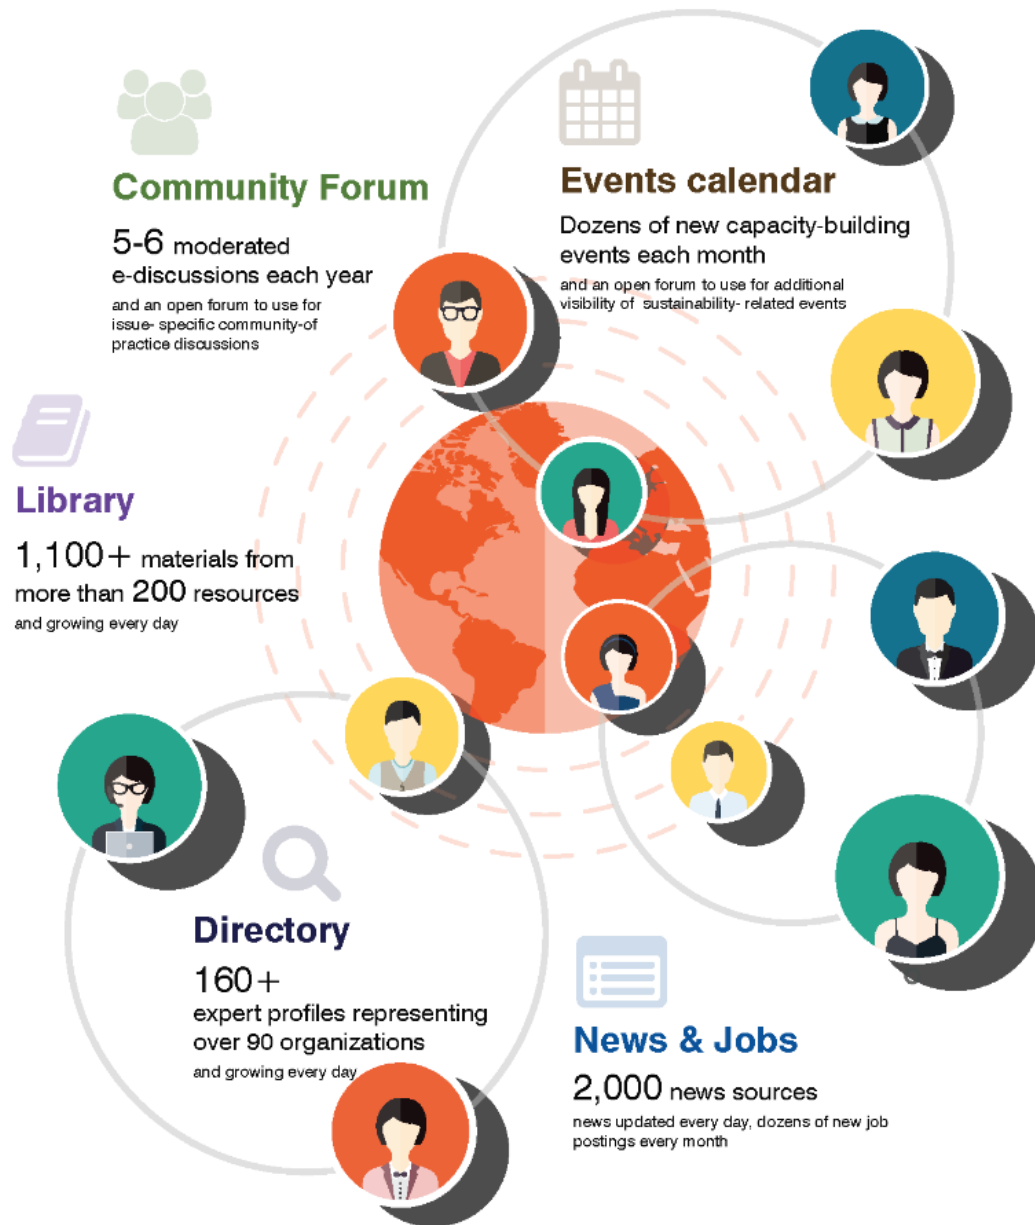 Community Forum
5-6 moderated
e-discussions each year
and an open forum to use for
issue- specific community-of
practice discussions
Events calendar
Dozens of new capacity-building
events each month
and an open forum to use for additional
visibility of sustainability- related events
Library
1,100+ materials from
more than 200 resources
and growing every day
Directory
160+
expert profiles representing
over 90 organizations
and growing every day
News & Jobs
2,000 news sources
news updated every day, dozens of new job
postings every month